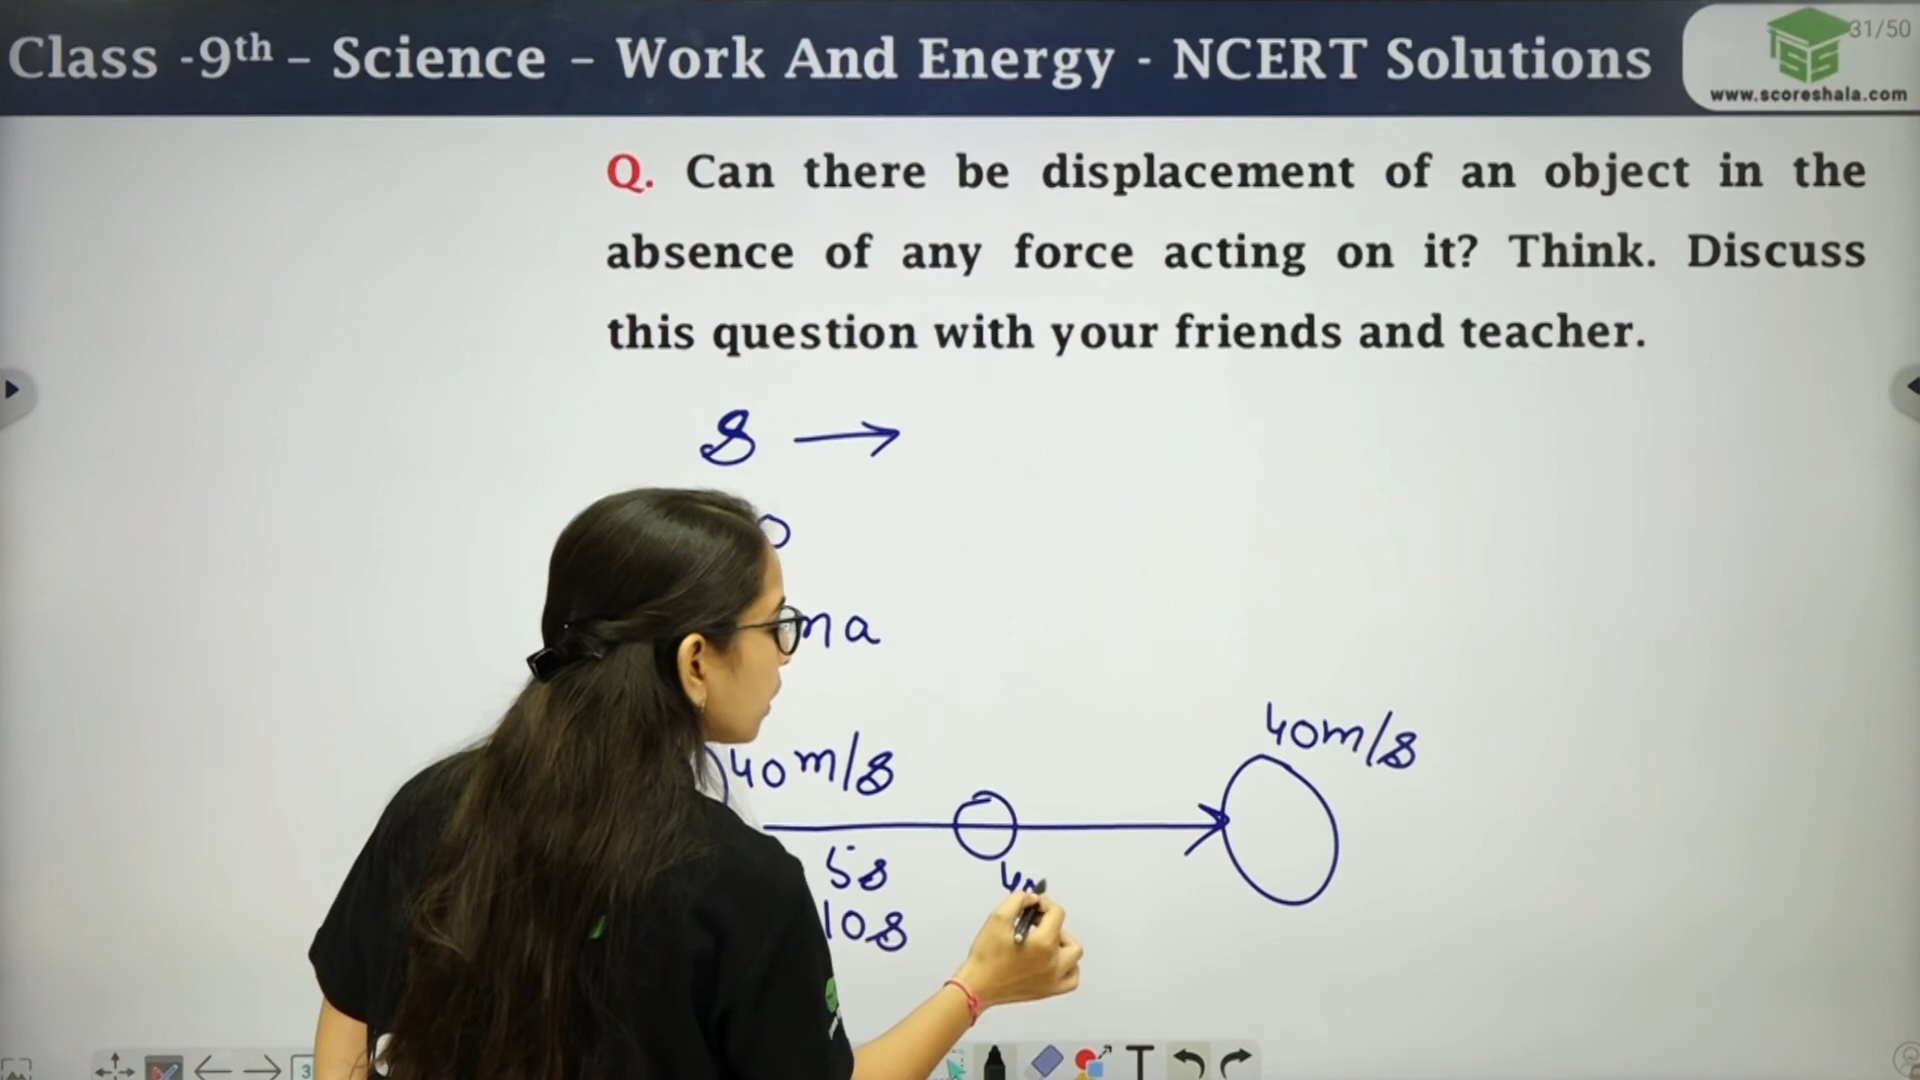 Class -9th – Science – Work And Energy - NCERT Solutions
31/50
www.scoreshala.com
Q. Can there be displacement of an object in the
absence of any force acting on it? Think. Discuss
this question with your friends and teacher.
S →
ma
40m/s
40m/s
5s
10s